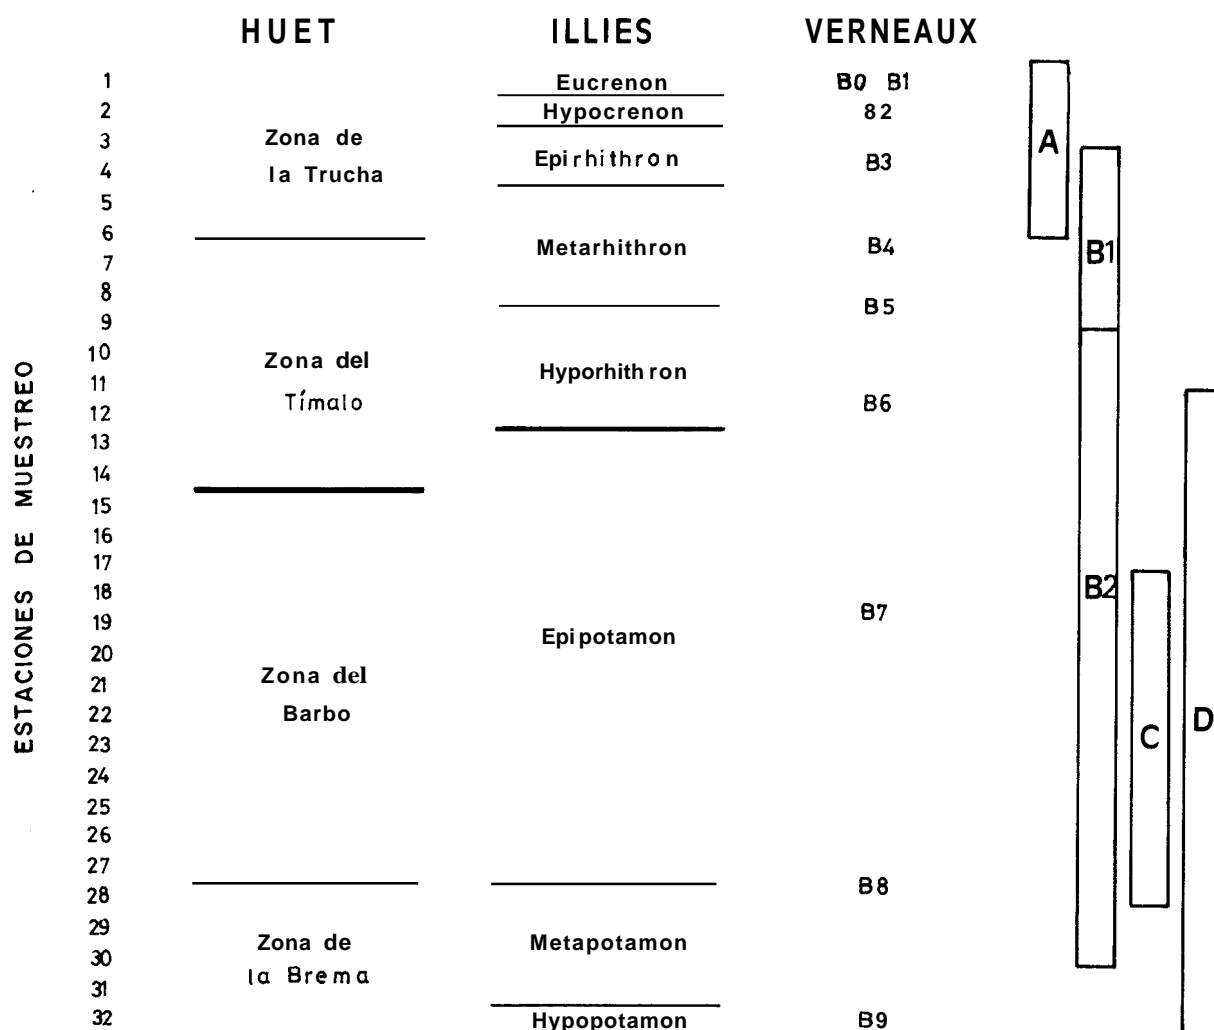 HUET ILLIES VERNEAUX
1 Eucrenon B0 B1
2 Hypocrenon 82
3 Zona de
A
Epirhithron B3
4 la Trucha
5
6
Metarhithron B4
7 B1
8
B5
9
10 Zona del
Hyporhithron
11
Tímalo B6
12
13
14
15
16
17
18 B2
19 B7
20 Epipotamon
21 Zona del
22 Barbo D
23 C
24
25
26
27
28 B8
29
Zona de Metapotamon
30
la Brema
31
32 Hypopotamon B9
ESTACIONES DE MUESTREO